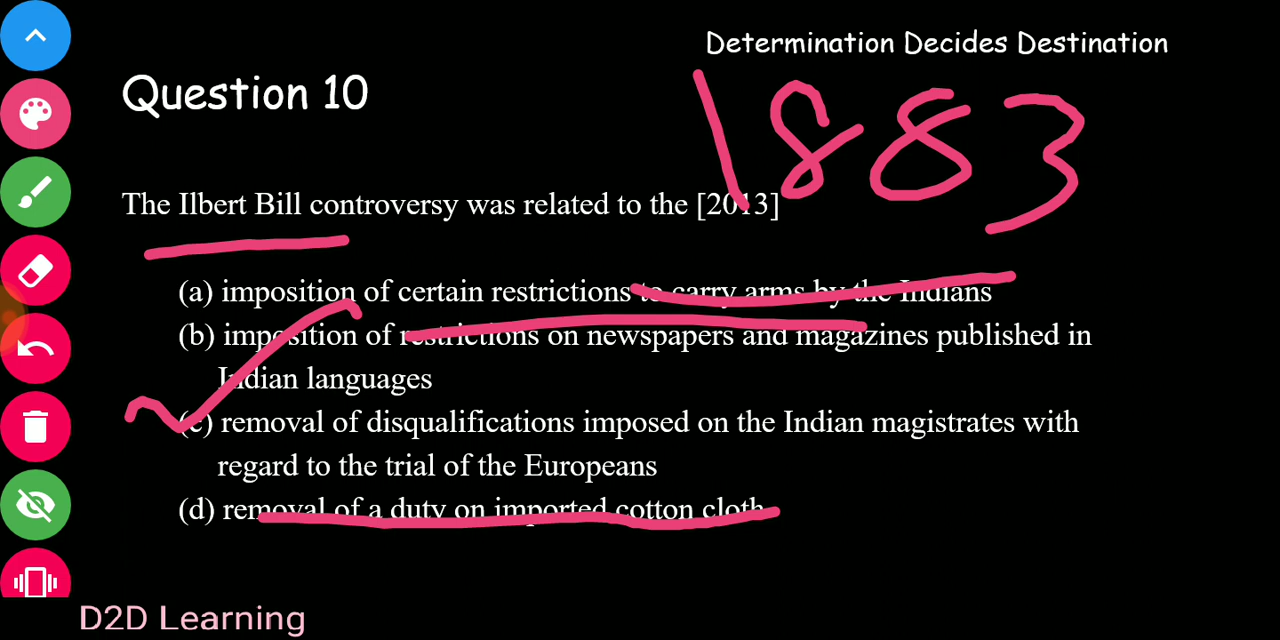 Determination Decides Destination
Question 10
1883
The Ilbert Bill controversy was related to the [2013]
(a) imposition of certain restrictions to carry arms by the Indians
(b) imposition of restrictions on newspapers and magazines published in
Indian languages
(c) removal of disqualifications imposed on the Indian magistrates with
regard to the trial of the Europeans
(d) removal of a duty on imported cotton cloth
D2D Learning